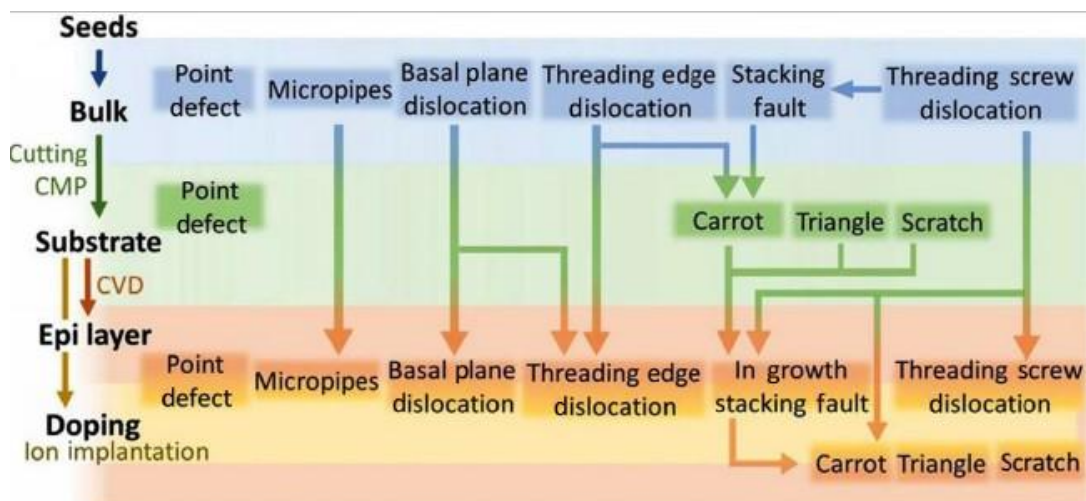 Seeds
Point
defect
Micropipes
Basal plane
dislocation
Threading edge
dislocation
Stacking
fault
Threading screw
dislocation
Bulk
Cutting
CMP
Point
defect
Carrot
Triangle
Scratch
Substrate
CVD
Epi layer
Point
defect
Micropipes
Basal plane
dislocation
Threading edge
dislocation
In growth
stacking fault
Threading screw
dislocation
Doping
Ion implantation
Carrot
Triangle
Scratch